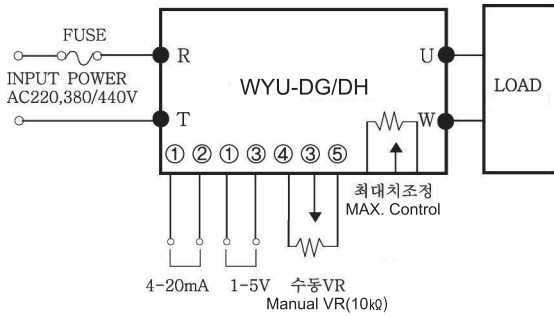 FUSE
R
U
INPUT POWER
AC220,380/440V
WYU-DG/DH
LOAD
T
W
① ② ① ③ ④ ③ ⑤
최대치조정
MAX. Control
4-20mA
1-5V
수동VR
Manual VR(10kΩ)